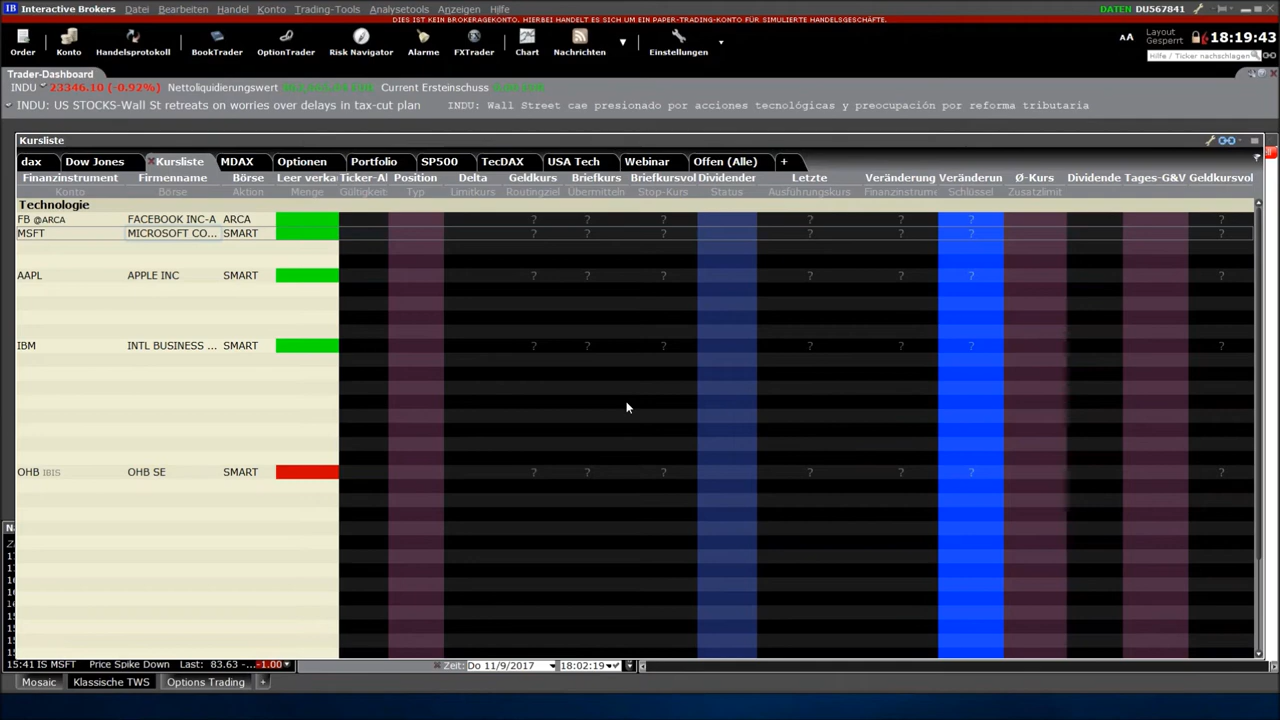 Interactive Brokers Datei Bearbeiten Handel Konto Trading-Tools Analysetools Anzeigen Hilfe DATEN DU567841
DIES IST KEIN BROKERAGEKONTO. HIERBEI HANDELT ES SICH UM EIN PAPER-TRADING-KONTO FÜR SIMULIERTE HANDELSGESCHÄFTE.
Order Konto Handelsprotokoll BookTrader OptionTrader Risk Navigator Alarme FXTrader Chart Nachrichten Einstellungen
AA Layout Gesperrt 18:19:43
Hilfe / Ticker nachschlagen
Trader-Dashboard
INDU 23346.10 (-0.92%) Nettoliquidierungswert Current Ersteinschuss
INDU: US STOCKS-Wall St retreats on worries over delays in tax-cut plan INDU: Wall Street cae presionado por acciones tecnológicas y preocupación por reforma tributaria
Kursliste
dax Dow Jones Kursliste MDAX Optionen Portfolio SP500 TecDAX USA Tech Webinar Offen (Alle) +
Finanzinstrument Firmenname Börse Leer verka Ticker-Al Position Delta Geldkurs Briefkurs Briefkursvol Dividender Letzte Veränderung Veränderun Ø-Kurs Dividende Tages-G&V Geldkursvol
Konto Börse Aktion Menge Gültigkeit Typ Limitkurs Routingziel Übermitteln Stop-Kurs Status Ausführungskurs Finanzinstrume Schlüssel Zusatzlimit
Technologie
FB @ARCA FACEBOOK INC-A ARCA ? ? ? ? ? ? ?
MSFT MICROSOFT CO... SMART ? ? ? ? ? ? ?
AAPL APPLE INC SMART ? ? ? ? ? ? ?
IBM INTL BUSINESS ... SMART ? ? ? ? ? ? ?
OHB IBIS OHB SE SMART ? ? ? ? ? ? ?
15:41 IS MSFT Price Spike Down Last: 83.63 -... -1.00 Zeit: Do 11/9/2017 18:02:19
Mosaic Klassische TWS Options Trading +